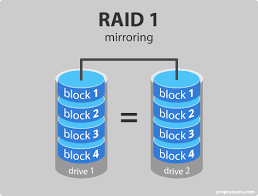 RAID 1
mirroring
block 1
block 2
block 3
block 4
drive 1
=
block 1
block 2
block 3
block 4
drive 2